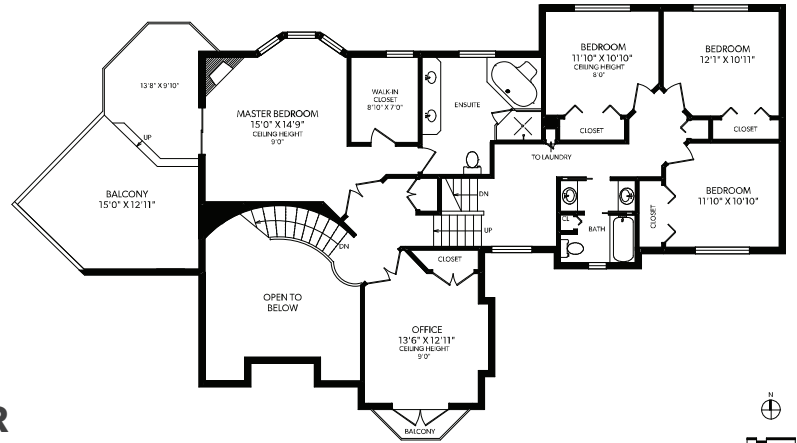 13'8" X 9'10"
UP
BALCONY
15'0" X 12'11"
MASTER BEDROOM
15'0" X 14'9"
CEILING HEIGHT
9'0"
WALK-IN
CLOSET
8'10" X 7'0"
ENSUITE
BEDROOM
11'10" X 10'10"
CEILING HEIGHT
8'0"
CLOSET
BEDROOM
12'1" X 10'11"
CLOSET
TO LAUNDRY
BEDROOM
11'10" X 10'10"
CLOSET
CL
BATH
DN
UP
DN
OPEN TO
BELOW
CLOSET
OFFICE
13'6" X 12'11"
CEILING HEIGHT
9'0"
BALCONY
R
N